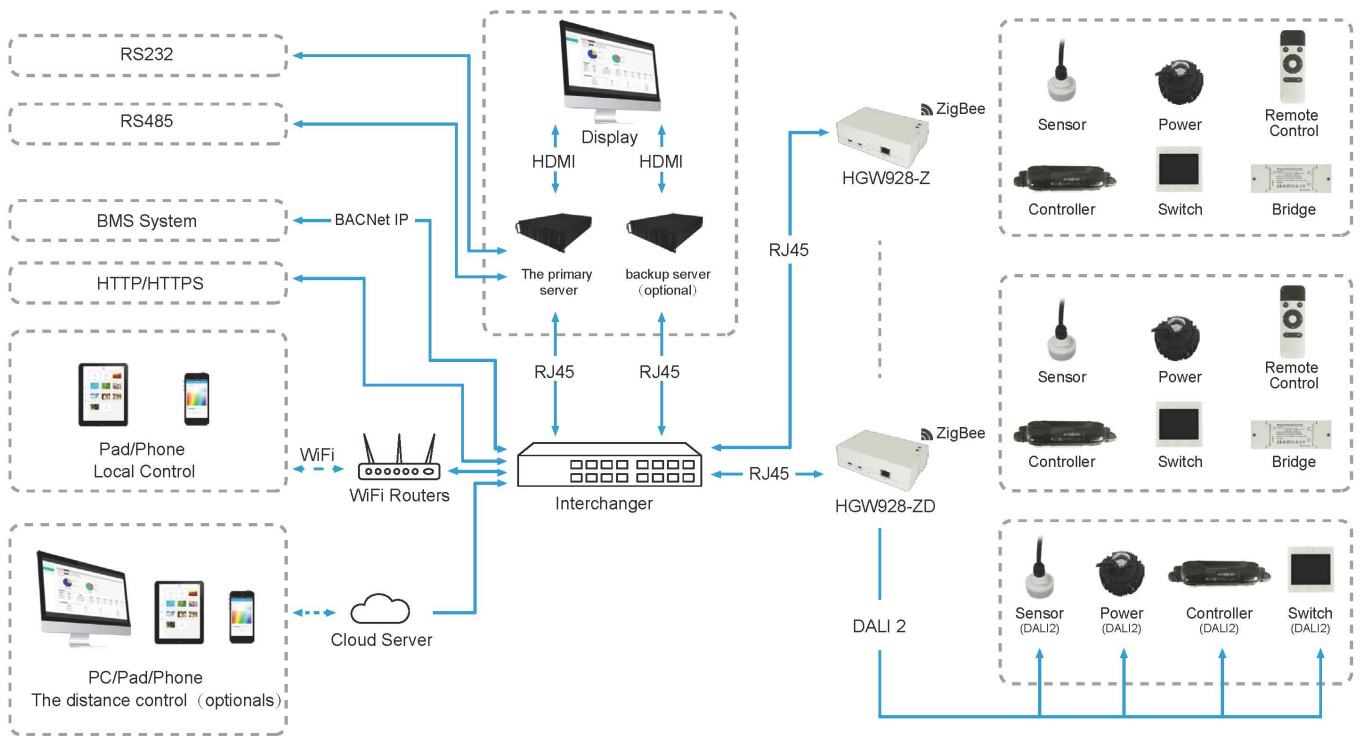 RS232
RS485
BMS System
HTTP/HTTPS
BACNet IP
Pad/Phone
Local Control
WiFi
WiFi Routers
PC/Pad/Phone
The distance control（optionals）
Cloud Server
Display
HDMI
HDMI
The primary
server
backup server
（optional）
RJ45
RJ45
Interchanger
RJ45
RJ45
ZigBee
HGW928-Z
ZigBee
HGW928-ZD
DALI 2
Sensor
Power
Remote
Control
Controller
Switch
Bridge
Sensor
Power
Remote
Control
Controller
Switch
Bridge
Sensor
(DALI2)
Power
(DALI2)
Controller
(DALI2)
Switch
(DALI2)